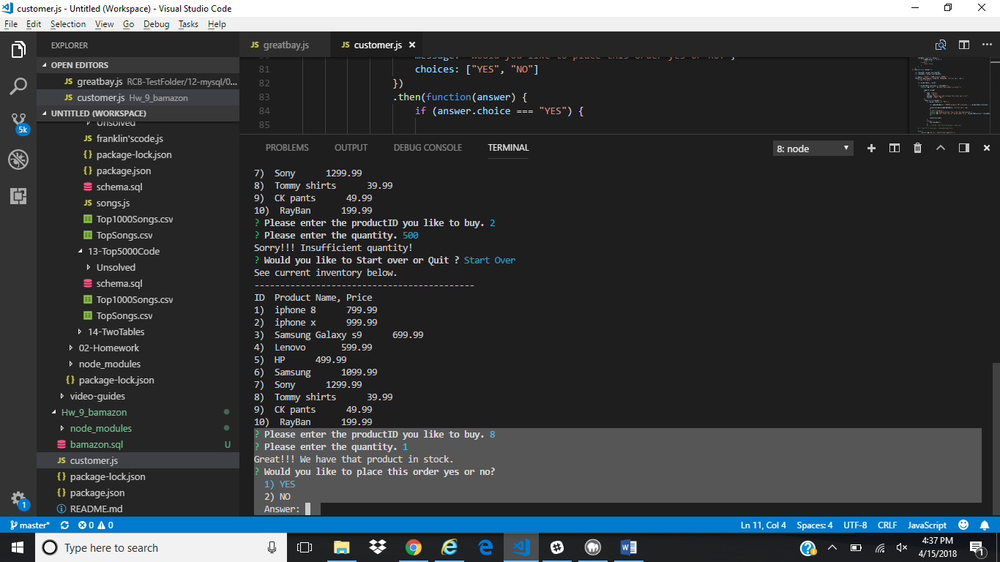 customer.js - Untitled (Workspace) - Visual Studio Code
File Edit Selection View Go Debug Tasks Help
EXPLORER
OPEN EDITORS
JS greatbay.js RCB-TestFolder/12-mysql/0...
JS customer.js Hw_9_bamazon
UNTITLED (WORKSPACE)
Unsolved
JS franklin'scode.js
{} package-lock.json
{} package.json
schema.sql
JS songs.js
Top1000Songs.csv
TopSongs.csv
13-Top5000Code
Unsolved
schema.sql
Top1000Songs.csv
TopSongs.csv
14-TwoTables
02-Homework
node_modules
{} package-lock.json
video-guides
Hw_9_bamazon
node_modules
bamazon.sql U
JS customer.js
{} package-lock.json
{} package.json
README.md
5k
1
JS greatbay.js
JS customer.js
message: "Would you like to place this order yes or no?",
81 choices: ["YES", "NO"]
82 })
83 .then(function(answer) {
84 if (answer.choice === "YES") {
85
PROBLEMS OUTPUT DEBUG CONSOLE TERMINAL
8: node
7) Sony 1299.99
8) Tommy shirts 39.99
9) CK pants 49.99
10) RayBan 199.99
? Please enter the productID you like to buy. 2
? Please enter the quantity. 500
Sorry!!! Insufficient quantity!
? Would you like to Start over or Quit ? Start Over
See current inventory below.
-------------------------------------------
ID Product Name, Price
1) iphone 8 799.99
2) iphone x 999.99
3) Samsung Galaxy s9 699.99
4) Lenovo 599.99
5) HP 499.99
6) Samsung 1099.99
7) Sony 1299.99
8) Tommy shirts 39.99
9) CK pants 49.99
10) RayBan 199.99
? Please enter the productID you like to buy. 8
? Please enter the quantity. 1
Great!!! We have that product in stock.
? Would you like to place this order yes or no?
1) YES
2) NO
Answer:
master* 0 0
Ln 11, Col 4 Spaces: 4 UTF-8 CRLF JavaScript
Type here to search
4:37 PM
4/15/2018
1